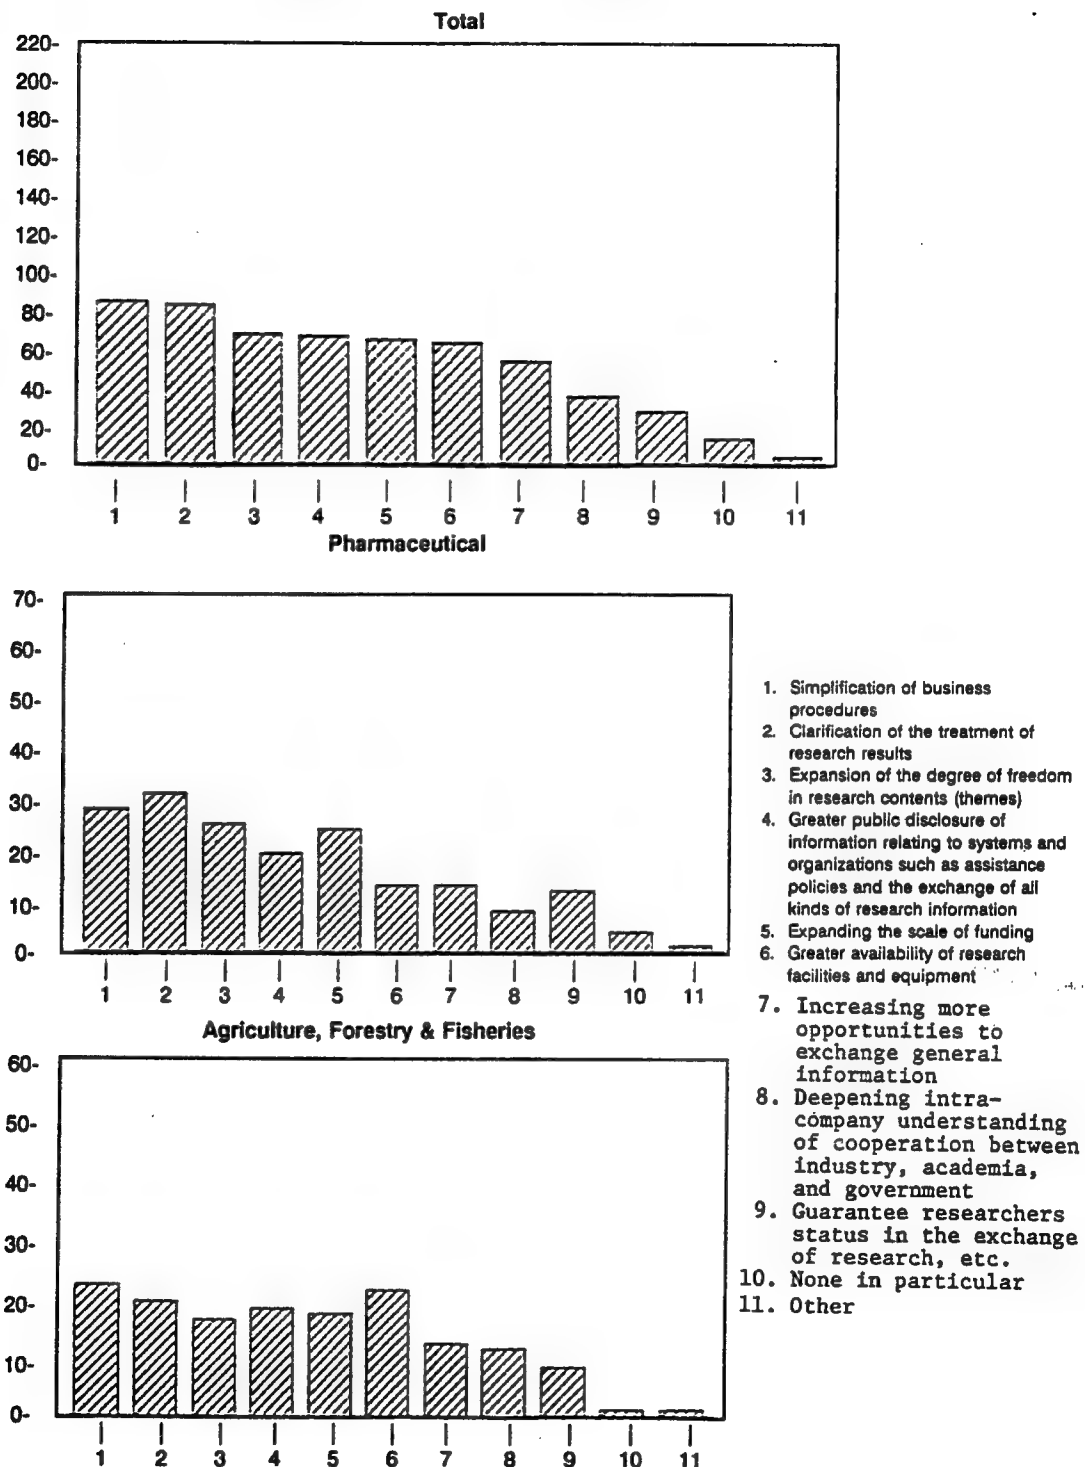 Total
220-
200-
180-
160-
140-
120-
100-
80-
60-
40-
20-
0-
1 2 3 4 5 6 7 8 9 10 11
Pharmaceutical
70-
60-
50-
40-
30-
20-
10-
0-
1 2 3 4 5 6 7 8 9 10 11
1. Simplification of business
procedures
2. Clarification of the treatment of
research results
3. Expansion of the degree of freedom
in research contents (themes)
4. Greater public disclosure of
information relating to systems and
organizations such as assistance
policies and the exchange of all
kinds of research information
5. Expanding the scale of funding
6. Greater availability of research
facilities and equipment
7. Increasing more
opportunities to
exchange general
information
8. Deepening intra-
company understanding
of cooperation between
industry, academia,
and government
9. Guarantee researchers
status in the exchange
of research, etc.
10. None in particular
11. Other
Agriculture, Forestry & Fisheries
60-
50-
40-
30-
20-
10-
0-
1 2 3 4 5 6 7 8 9 10 11